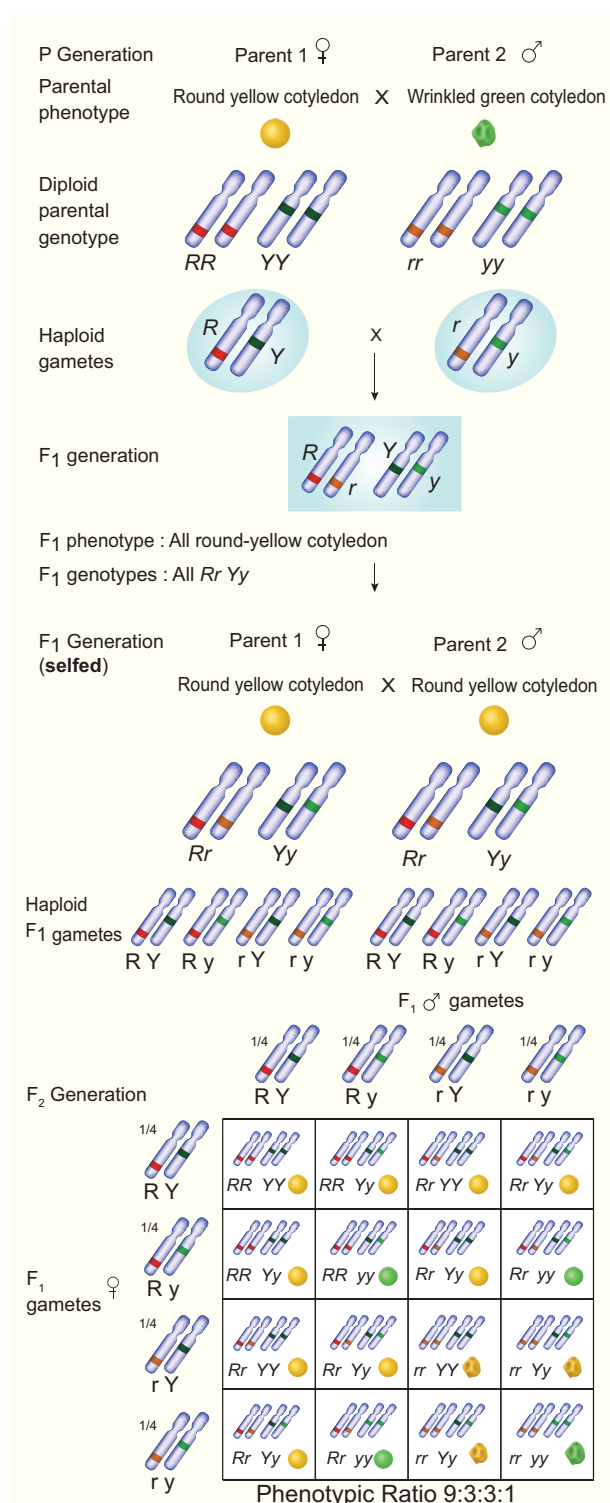 P Generation Parent 1 ♀ Parent 2 ♂
Parental
phenotype
Round yellow cotyledon X Wrinkled green cotyledon
Diploid
parental
genotype
RR YY rr yy
Haploid
gametes
R Y x r y
F1 generation
R r Y y
F1 phenotype : All round-yellow cotyledon
F1 genotypes : All Rr Yy
F1 Generation
(selfed)
Parent 1 ♀ Parent 2 ♂
Round yellow cotyledon X Round yellow cotyledon
Rr Yy Rr Yy
Haploid
F1 gametes
R Y R y r Y r y R Y R y r Y r y
F1 ♂ gametes
1/4 1/4 1/4 1/4
R Y R y r Y r y
F2 Generation
F1
gametes ♀
1/4
R Y
RR YY RR Yy Rr YY Rr Yy
1/4
R y
RR Yy RR yy Rr Yy Rr yy
1/4
r Y
Rr YY Rr Yy rr YY rr Yy
1/4
r y
Rr Yy Rr yy rr Yy rr yy
Phenotypic Ratio 9:3:3:1